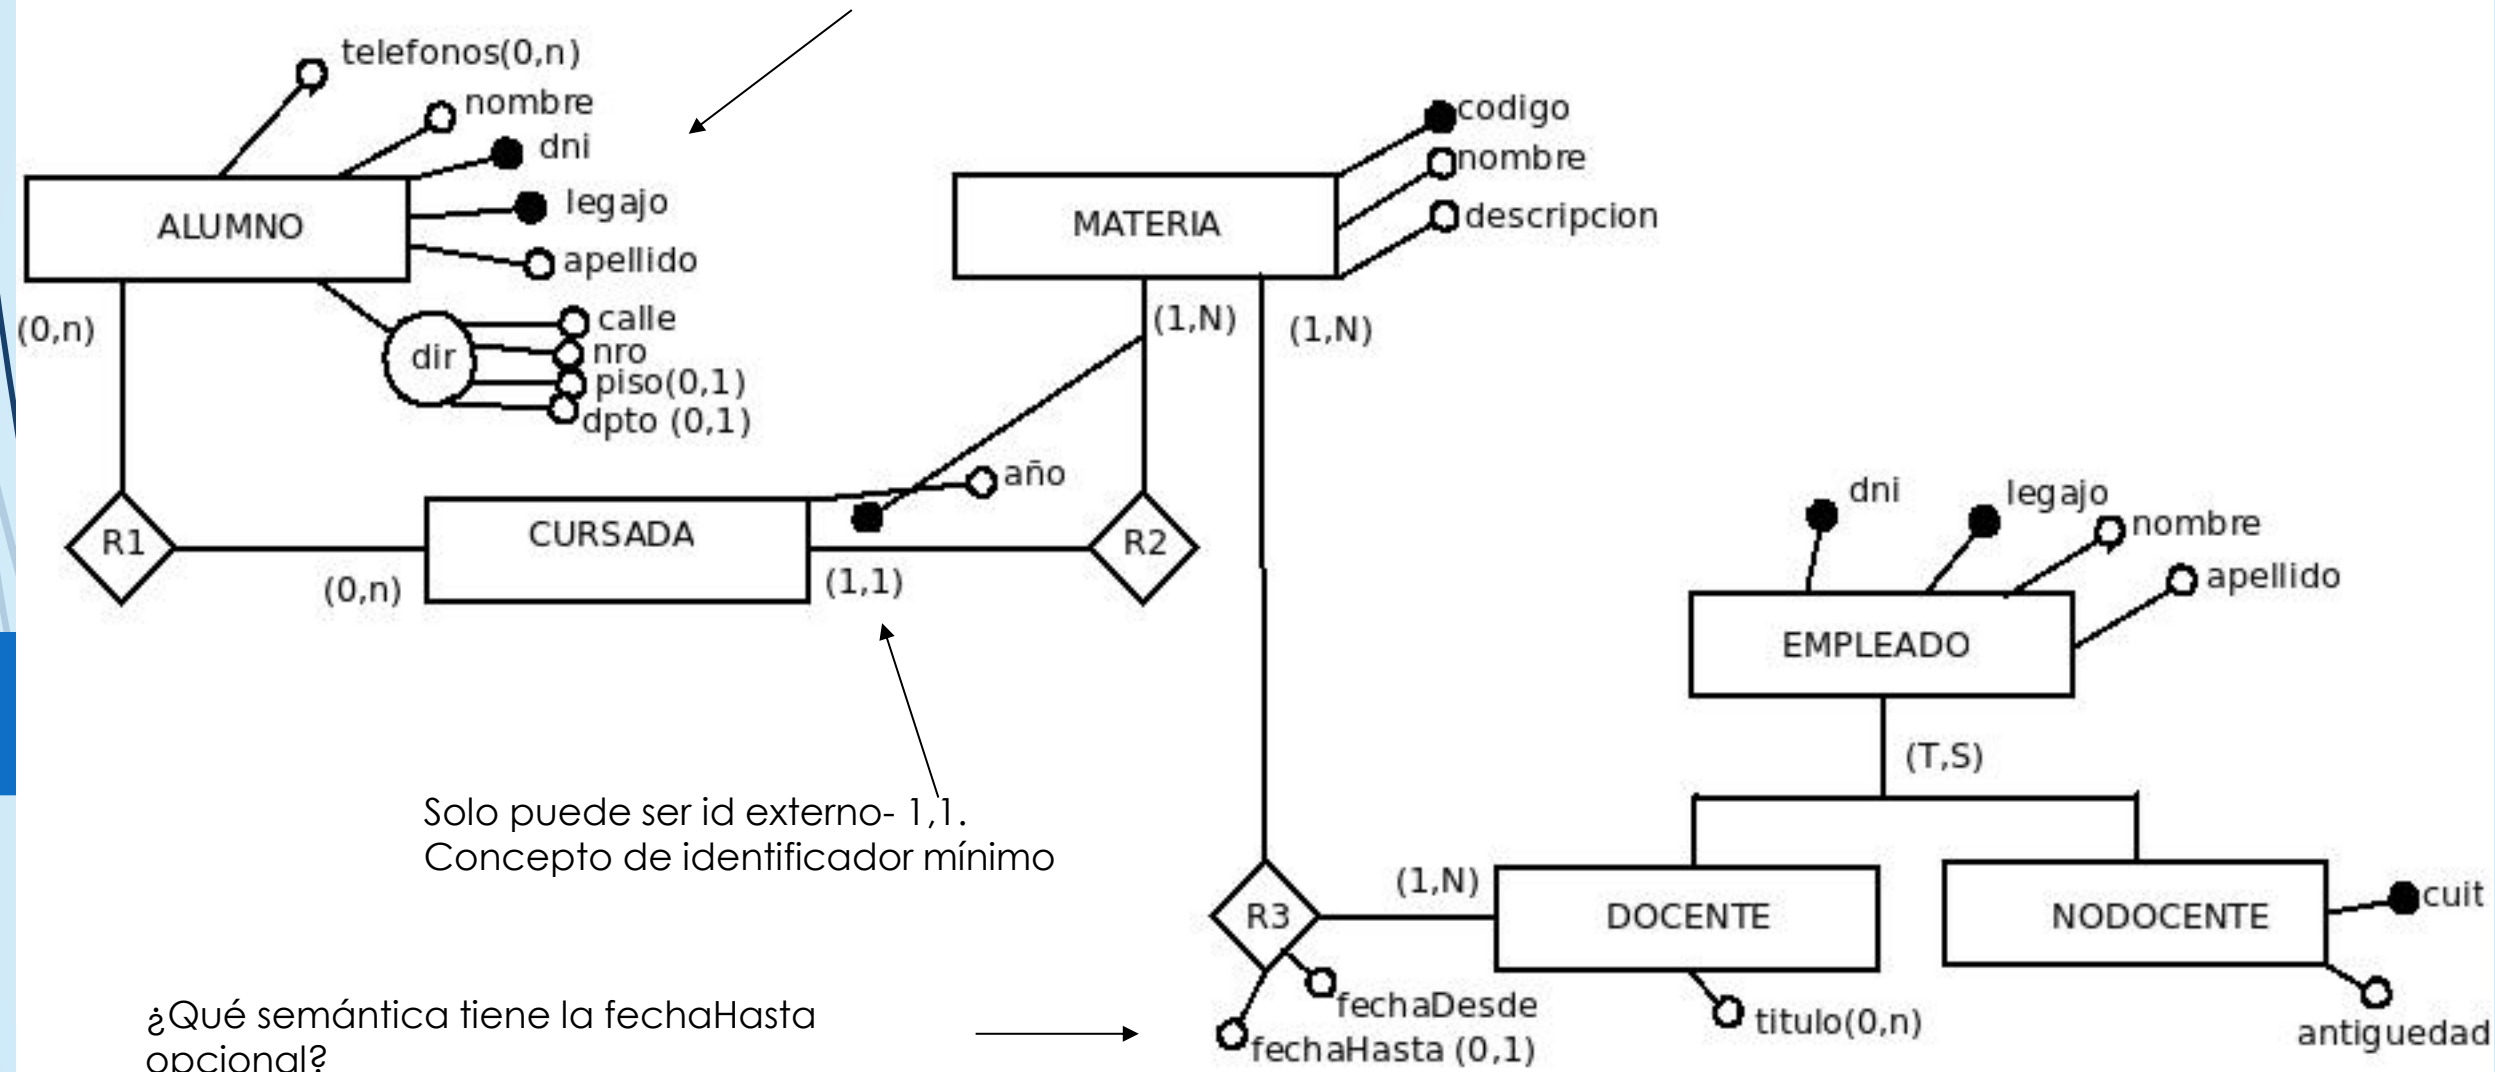 telefonos(0,n)
nombre
dni
legajo
apellido
ALUMNO
(0,n)
dir
calle
nro
piso(0,1)
dpto (0,1)
codigo
nombre
descripcion
MATERIA
(1,N)
(1,N)
año
R1
(0,n)
CURSADA
(1,1)
R2
dni
legajo
nombre
apellido
EMPLEADO
(T,S)
Solo puede ser id externo- 1,1.
Concepto de identificador mínimo
R3
(1,N)
DOCENTE
NODOCENTE
cuit
fechaDesde
fechaHasta (0,1)
titulo(0,n)
antiguedad
¿Qué semántica tiene la fechaHasta
opcional?